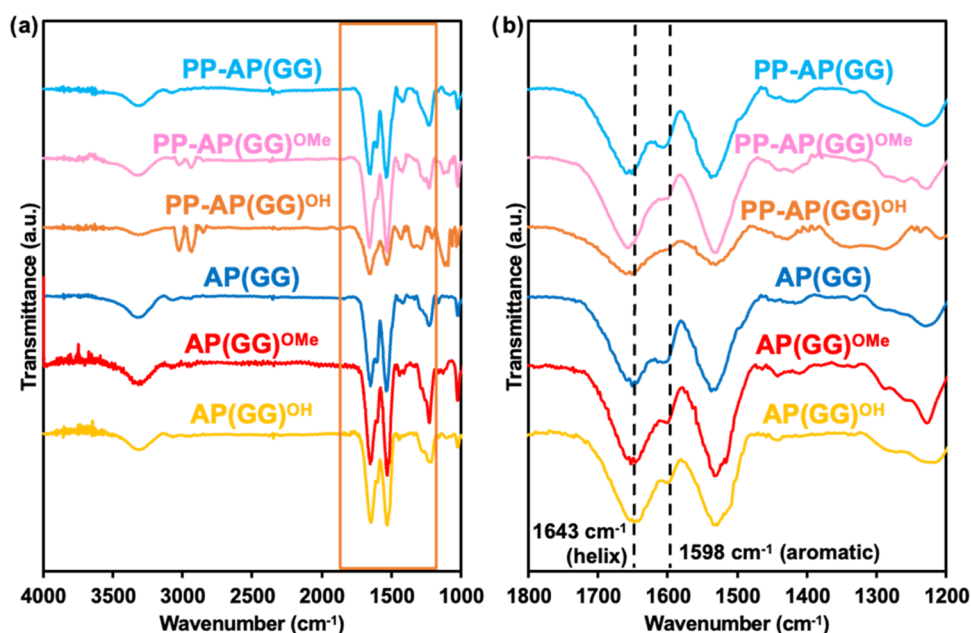 (a)
PP-AP(GG)
PP-AP(GG)ᴼᴹᵉ
PP-AP(GG)ᴼᴴ
AP(GG)
AP(GG)ᴼᴹᵉ
AP(GG)ᴼᴴ
Transmittance (a.u.)
4000 3500 3000 2500 2000 1500 1000
Wavenumber (cm⁻¹)
(b)
PP-AP(GG)
PP-AP(GG)ᴼᴹᵉ
PP-AP(GG)ᴼᴴ
AP(GG)
AP(GG)ᴼᴹᵉ
AP(GG)ᴼᴴ
1643 cm⁻¹
(helix)
1598 cm⁻¹ (aromatic)
Transmittance (a.u.)
1800 1700 1600 1500 1400 1300 1200
Wavenumber (cm⁻¹)